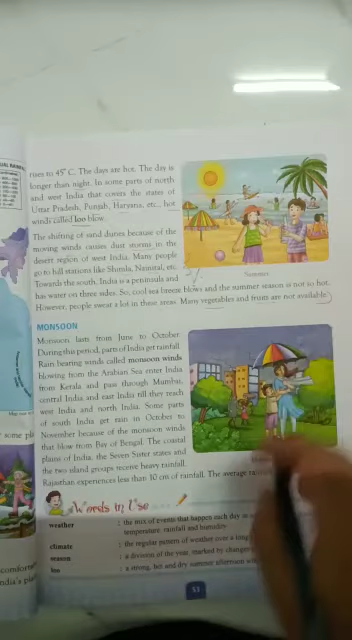 rises to 45° C. The days are hot. The day is
longer than night. In some parts of north
and west India that covers the states of
Uttar Pradesh, Punjab, Haryana, etc. hot
winds called loo blow.
The shifting of sand dunes because of the
moving winds causes dust storms in the
desert region of west India. Many people
go to hill stations like Shimla, Nainital, etc.
Towards the south, India is a peninsula and
has water on three sides. So, cool sea breeze blows and the summer season is not so hot.
However, people sweat a lot in these areas. Many vegetables and fruits are not available
Summer
MONSOON
Monsoon lasts from June to October.
During this period, parts of India get rainfall.
Rain bearing winds called monsoon winds
blowing from the Arabian Sea enter India
from Kerala and pass through Mumbai,
central India and east India till they reach
west India and north India. Some parts
of south India get rain in October to
November because of the monsoon winds
that blow from Bay of Bengal. The coastal
plains of India, the Seven Sister states and
the two island groups receive heavy rainfall.
Rajasthan experiences less than 10 cm of rainfall. The average
Words in Use
weather : the mix of events that happen each day in
temperature, rainfall and humidity
climate : the regular pattern of weather over a long
season : a division of the year, marked by changes
loo : a strong, hot and dry summer afternoon
53
some